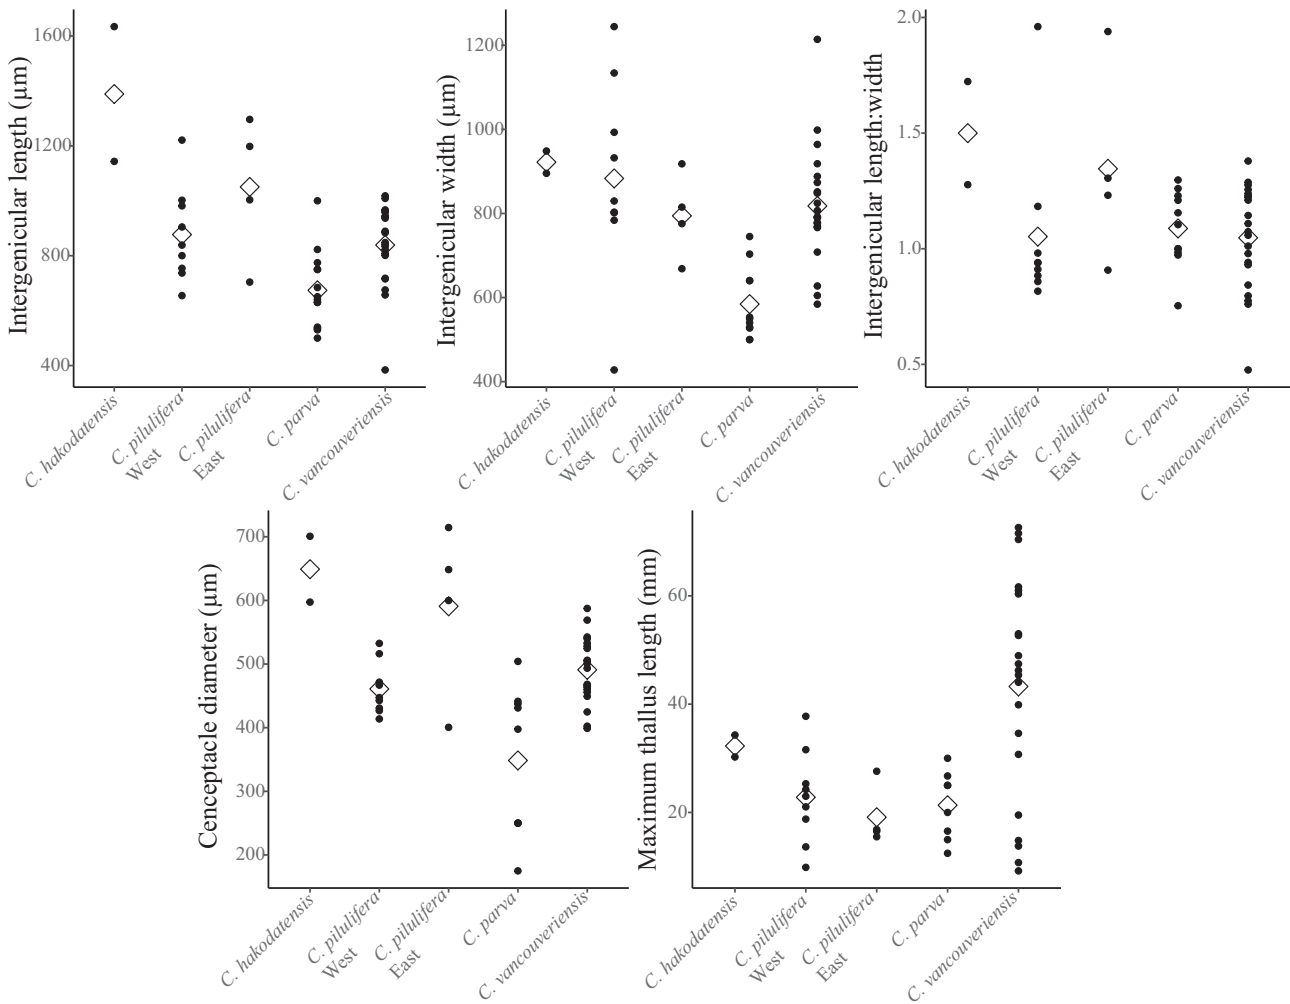 Intergenicular length (µm)
1600
1200
800
400
C. hakodatensis
C. pilulifera
West
C. pilulifera
East
C. parva
C. vancouveriensis
Intergenicular width (µm)
1200
1000
800
600
400
C. hakodatensis
C. pilulifera
West
C. pilulifera
East
C. parva
C. vancouveriensis
Intergenicular length:width
2.0
1.5
1.0
0.5
C. hakodatensis
C. pilulifera
West
C. pilulifera
East
C. parva
C. vancouveriensis
Cenceptacle diameter (µm)
700
600
500
400
300
200
C. hakodatensis
C. pilulifera
West
C. pilulifera
East
C. parva
C. vancouveriensis
Maximum thallus length (mm)
60
40
20
C. hakodatensis
C. pilulifera
West
C. pilulifera
East
C. parva
C. vancouveriensis